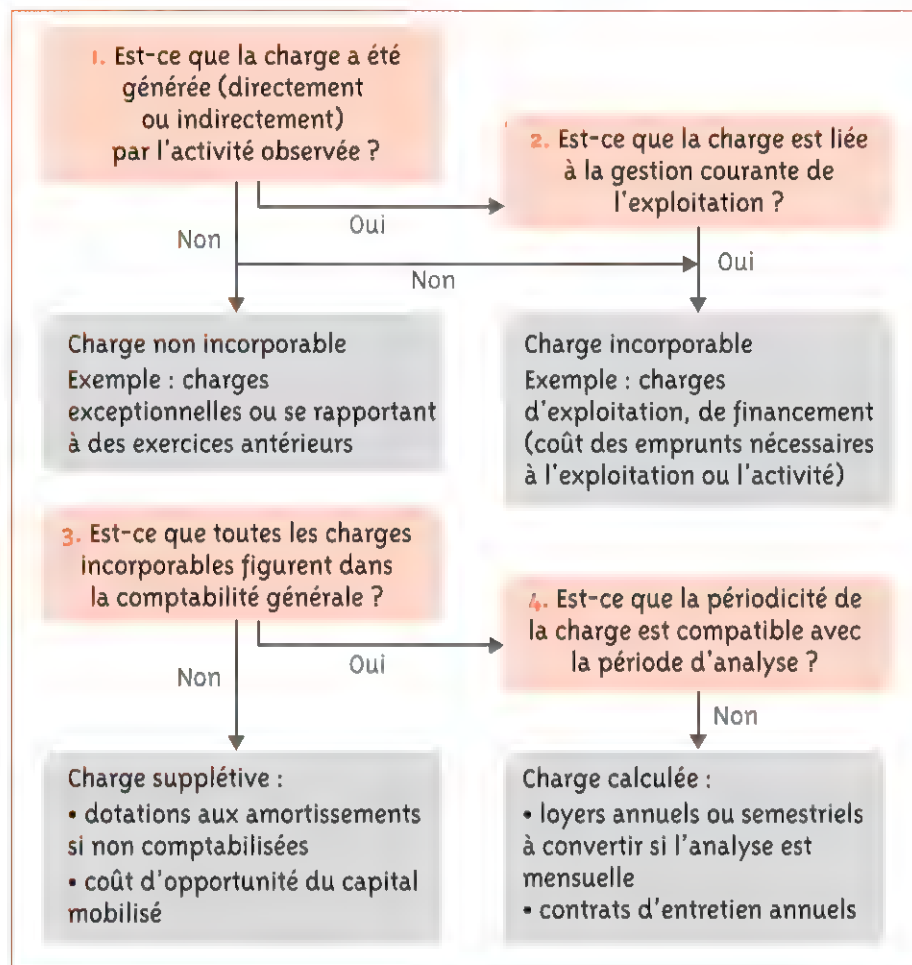 1. Est-ce que la charge a été
générée (directement
ou indirectement)
par l'activité observée ?
2. Est-ce que la charge est liée
à la gestion courante de
l'exploitation ?
Oui
Non
Non
Oui
Charge non incorporable
Exemple : charges
exceptionnelles ou se rapportant
à des exercices antérieurs
Charge incorporable
Exemple : charges
d'exploitation, de financement
(coût des emprunts nécessaires
à l'exploitation ou l'activité)
3. Est-ce que toutes les charges
incorporables figurent dans
la comptabilité générale ?
4. Est-ce que la périodicité de
la charge est compatible avec
la période d'analyse ?
Oui
Non
Non
Charge supplétive :
• dotations aux amortissements
si non comptabilisées
• coût d'opportunité du capital
mobilisé
Charge calculée :
• loyers annuels ou semestriels
à convertir si l'analyse est
mensuelle
• contrats d'entretien annuels